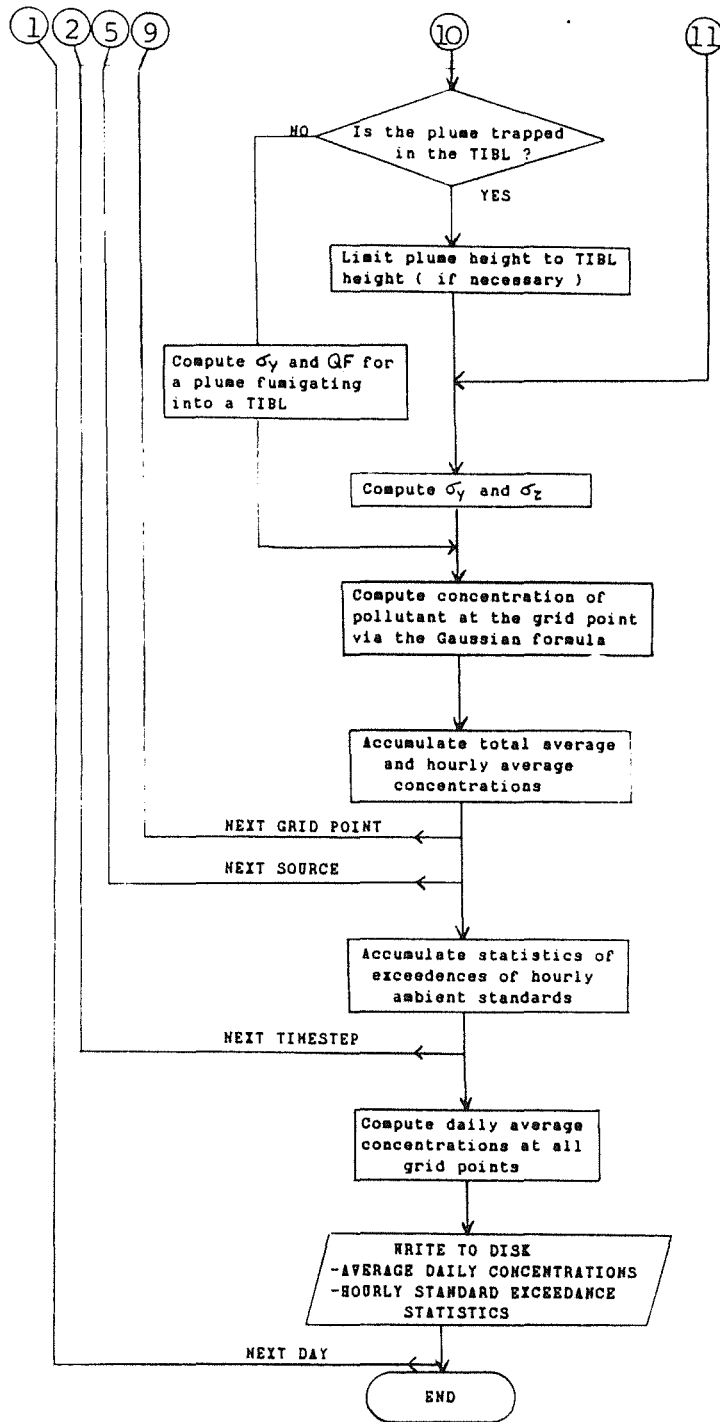 1 2 5 9 10 11
NO
Is the plume trapped
in the TIBL ?
YES
Limit plume height to TIBL
height ( if necessary )
Compute σy and QF for
a plume fumigating
into a TIBL
Compute σy and σz
Compute concentration of
pollutant at the grid point
via the Gaussian formula
Accumulate total average
and hourly average
concentrations
NEXT GRID POINT
NEXT SOURCE
Accumulate statistics of
exceedences of hourly
ambient standards
NEXT TIMESTEP
Compute daily average
concentrations at all
grid points
WRITE TO DISK
-AVERAGE DAILY CONCENTRATIONS
-HOURLY STANDARD EXCEEDANCE
STATISTICS
NEXT DAY
END